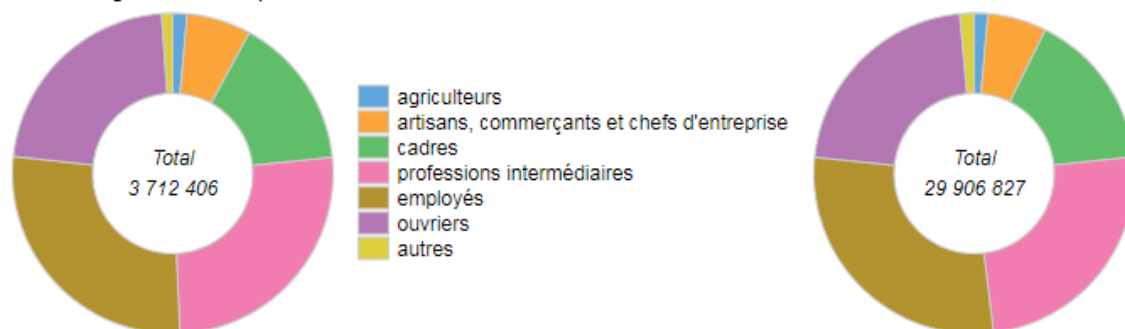 Total
3 712 406
agriculteurs
artisans, commerçants et chefs d'entreprise
cadres
professions intermédiaires
employés
ouvriers
autres
Total
29 906 827